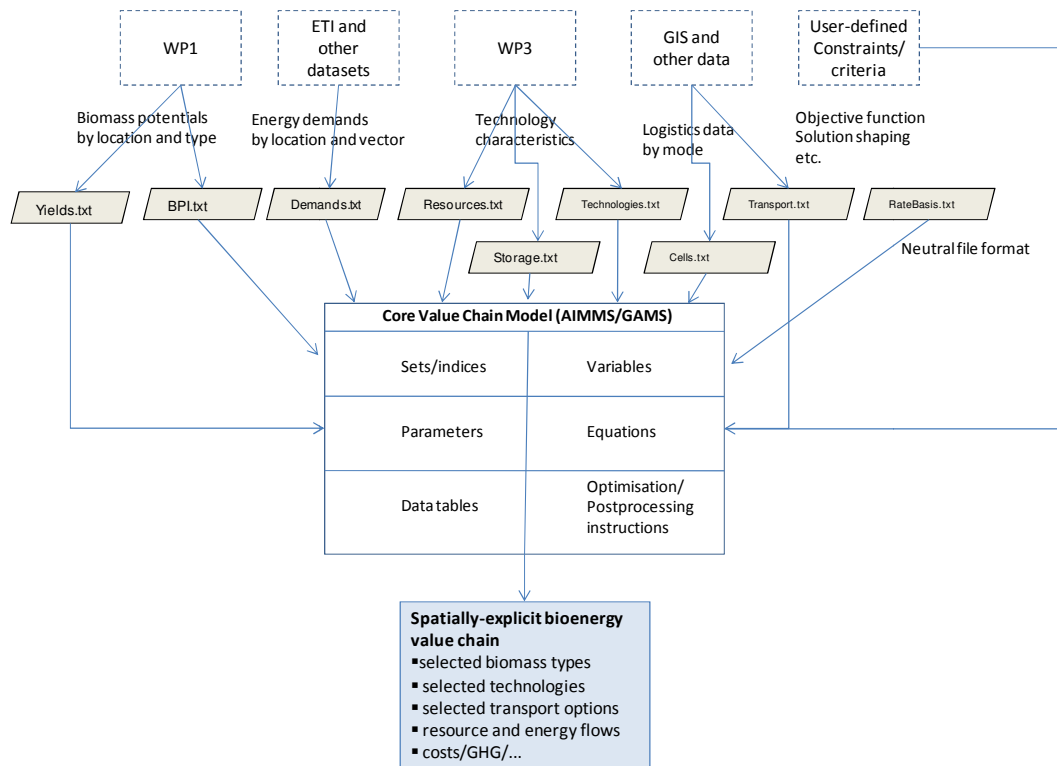 WP1
ETI and
other
datasets
WP3
GIS and
other data
User-defined
Constraints/
criteria
Biomass potentials
by location and type
Energy demands
by location and vector
Technology
characteristics
Logistics data
by mode
Objective function
Solution shaping
etc.
Yields.txt
BPI.txt
Demands.txt
Resources.txt
Technologies.txt
Transport.txt
RateBasis.txt
Storage.txt
Cells.txt
Neutral file format
Core Value Chain Model (AIMMS/GAMS)
Sets/indices
Variables
Parameters
Equations
Data tables
Optimisation/
Postprocessing
instructions
Spatially-explicit bioenergy
value chain
▪selected biomass types
▪ selected technologies
▪ selected transport options
▪ resource and energy flows
▪ costs/GHG/...